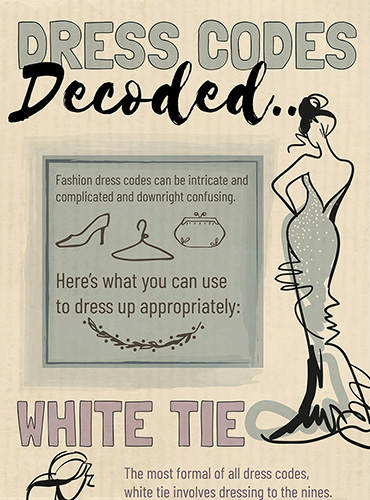 DRESS CODES
Decoded...
Fashion dress codes can be intricate and
complicated and downright confusing.
Here's what you can use
to dress up appropriately:
WHITE TIE
The most formal of all dress codes,
white tie involves dressing to the nines.